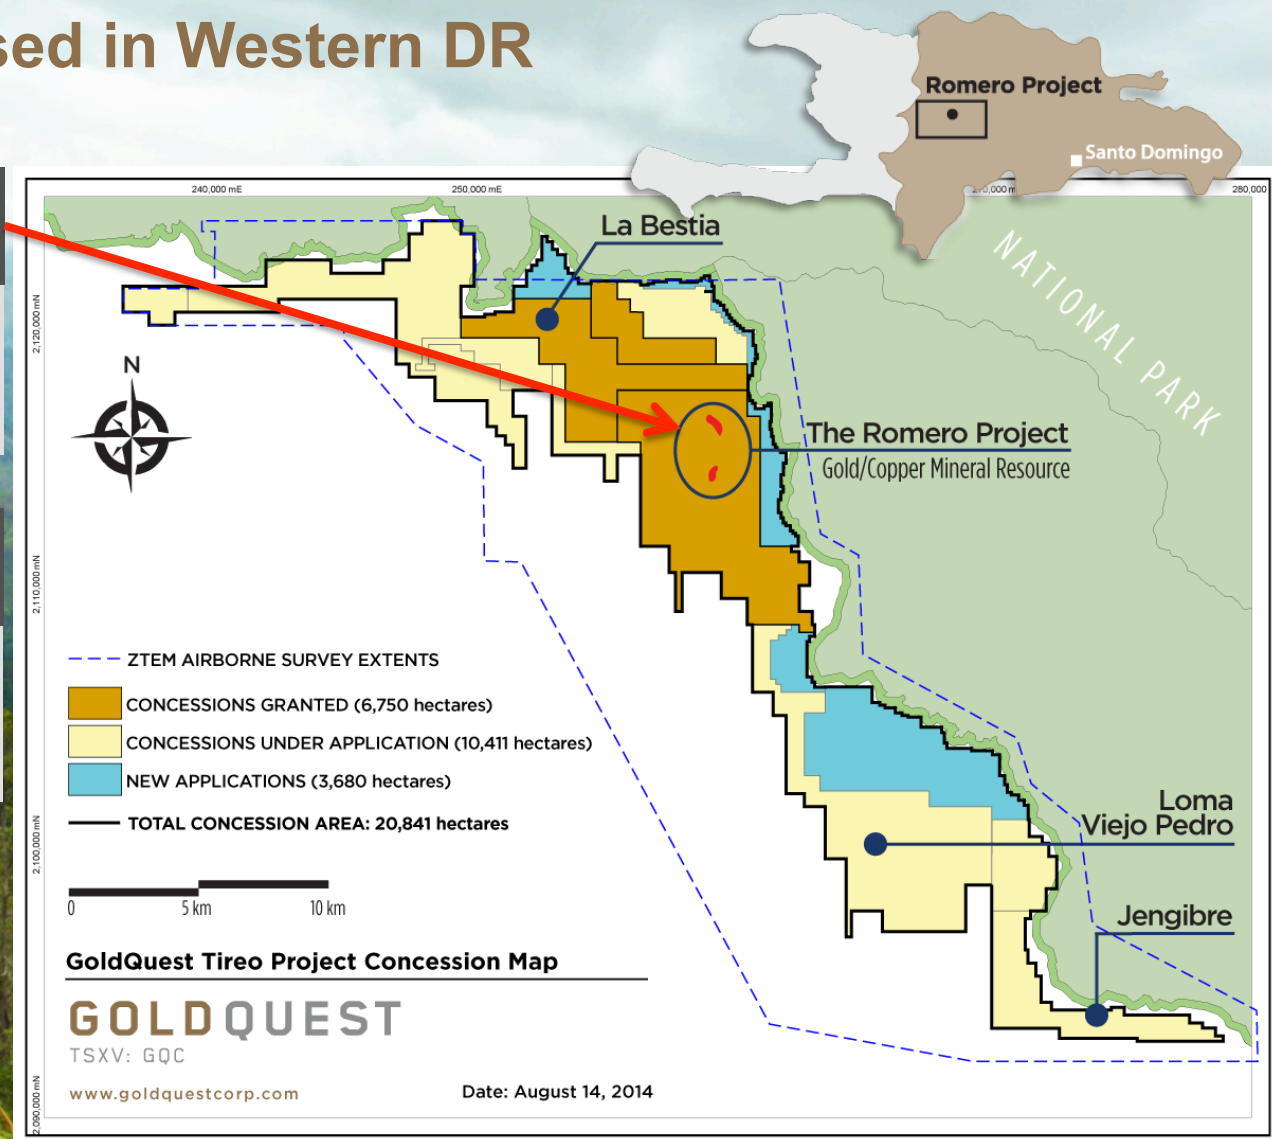 sed in Western DR
Romero Project
Santo Domingo
240,000 mE
250,000 mE
280,000
La Bestia
NATIONAL PARK
2,120,000 mN
N
The Romero Project
Gold/Copper Mineral Resource
2,110,000 mN
ZTEM AIRBORNE SURVEY EXTENTS
CONCESSIONS GRANTED (6,750 hectares)
CONCESSIONS UNDER APPLICATION (10,411 hectares)
NEW APPLICATIONS (3,680 hectares)
TOTAL CONCESSION AREA: 20,841 hectares
Loma
Viejo Pedro
2,100,000 mN
0 5 km 10 km
Jengibre
GoldQuest Tireo Project Concession Map
GOLDQUEST
TSXV: GQC
www.goldquestcorp.com
Date: August 14, 2014
2,090,000 mN